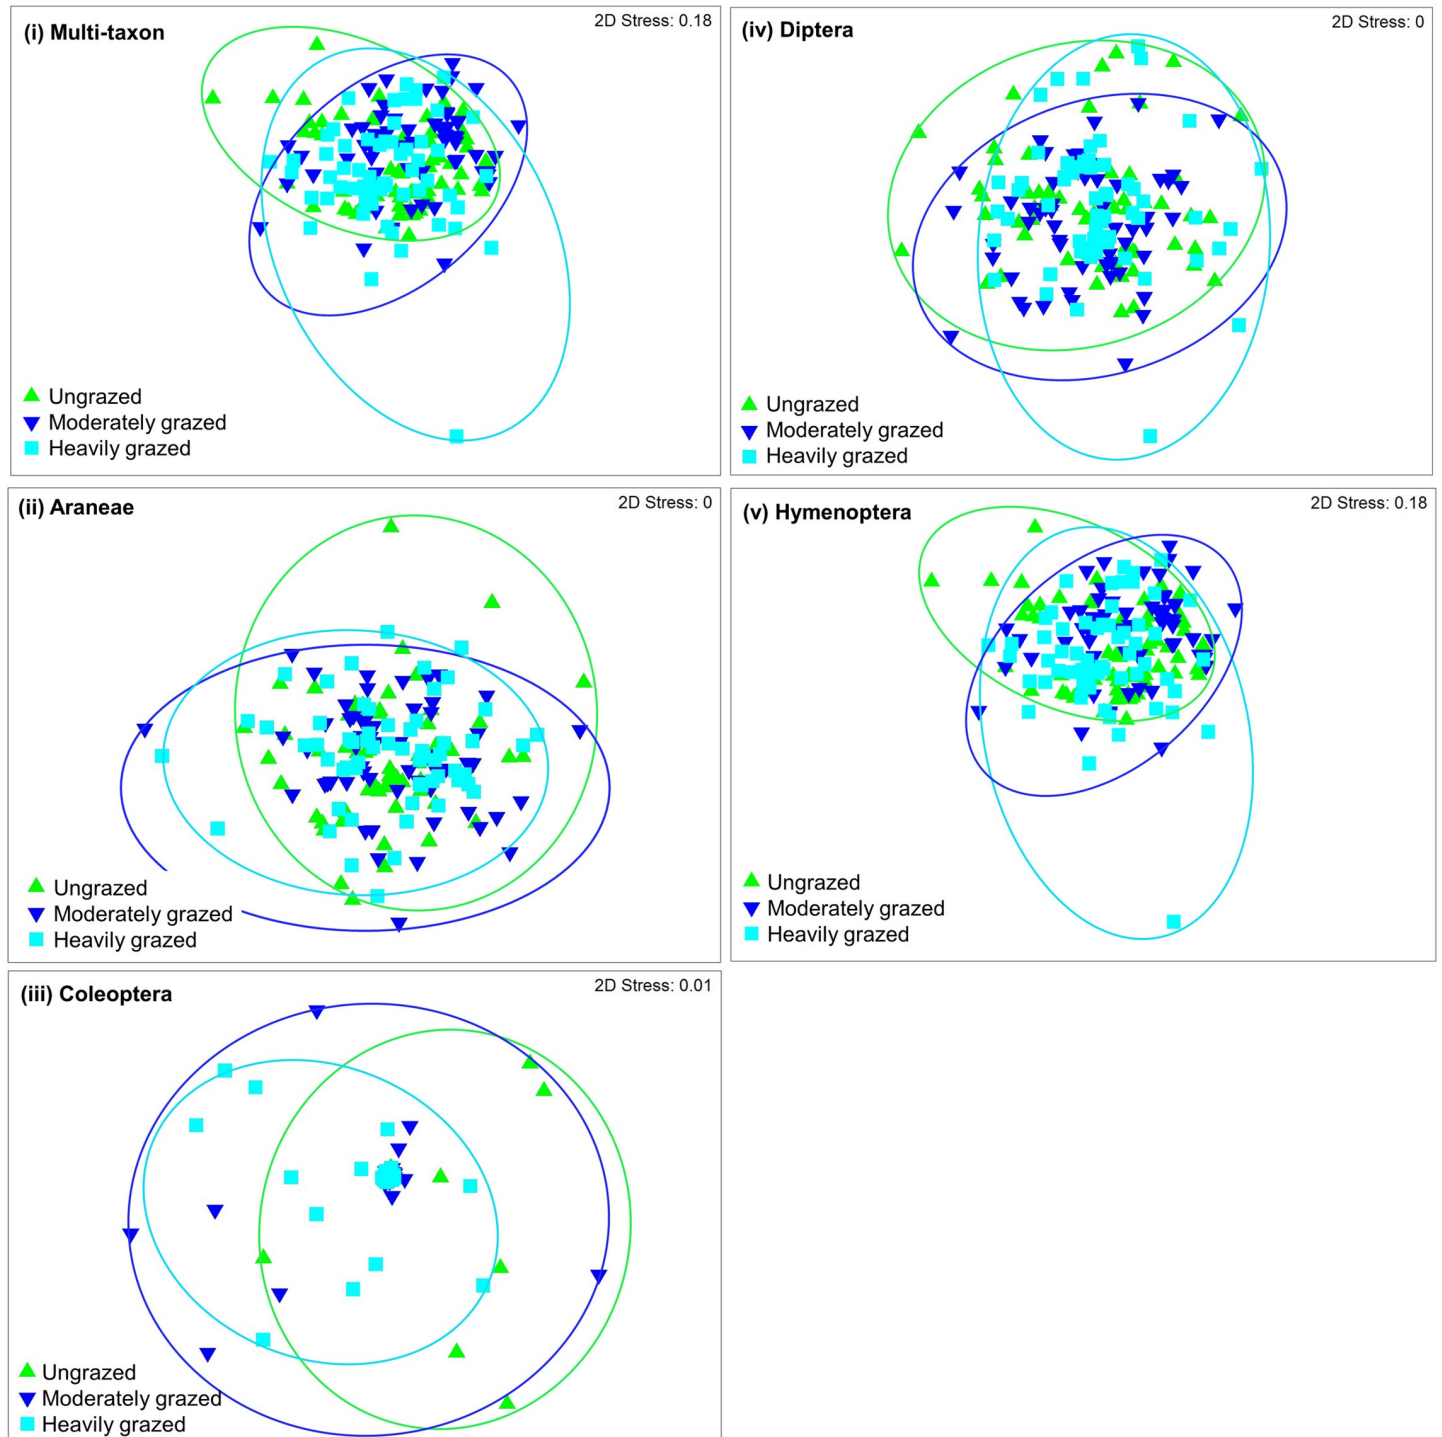 (i) Multi-taxon
2D Stress: 0.18
Ungrazed
Moderately grazed
Heavily grazed
(ii) Araneae
2D Stress: 0
Ungrazed
Moderately grazed
Heavily grazed
(iii) Coleoptera
2D Stress: 0.01
Ungrazed
Moderately grazed
Heavily grazed
(iv) Diptera
2D Stress: 0
Ungrazed
Moderately grazed
Heavily grazed
(v) Hymenoptera
2D Stress: 0.18
Ungrazed
Moderately grazed
Heavily grazed